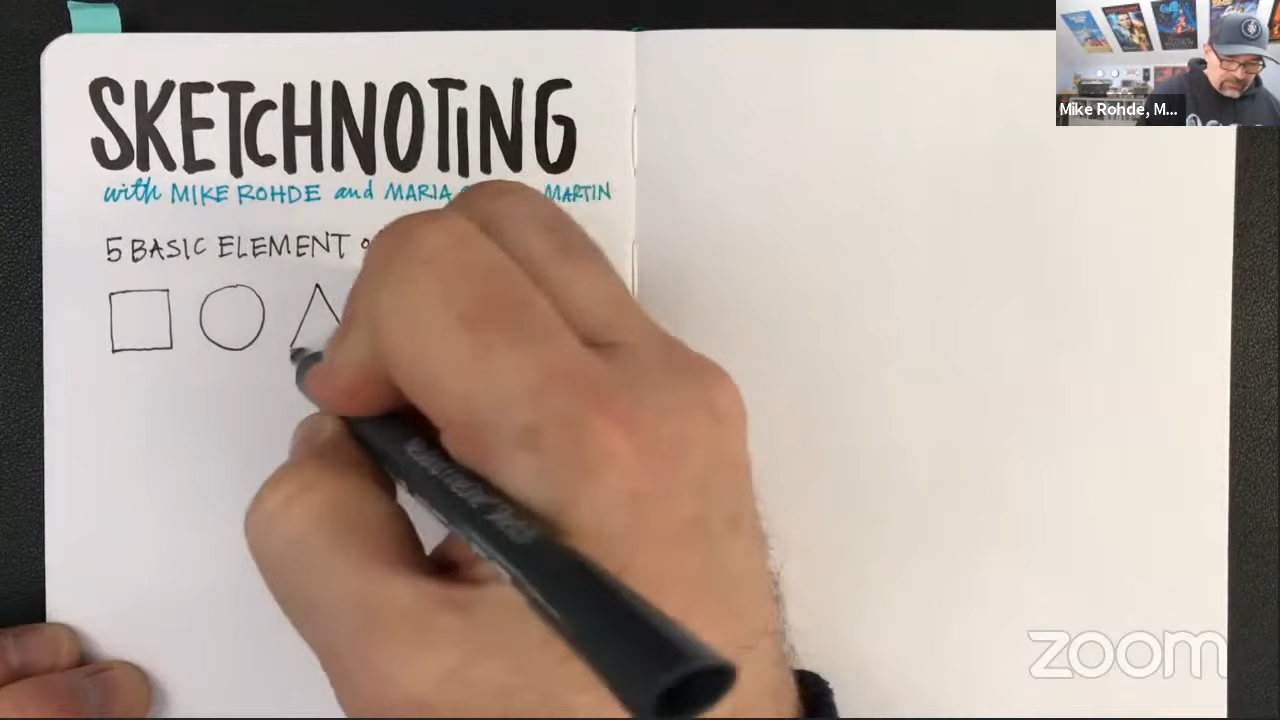 SKETCHNOTING
with MIKE ROHDE and MARIA MARTIN
5 BASIC ELEMENT
Mike Rohde, M...
zoom